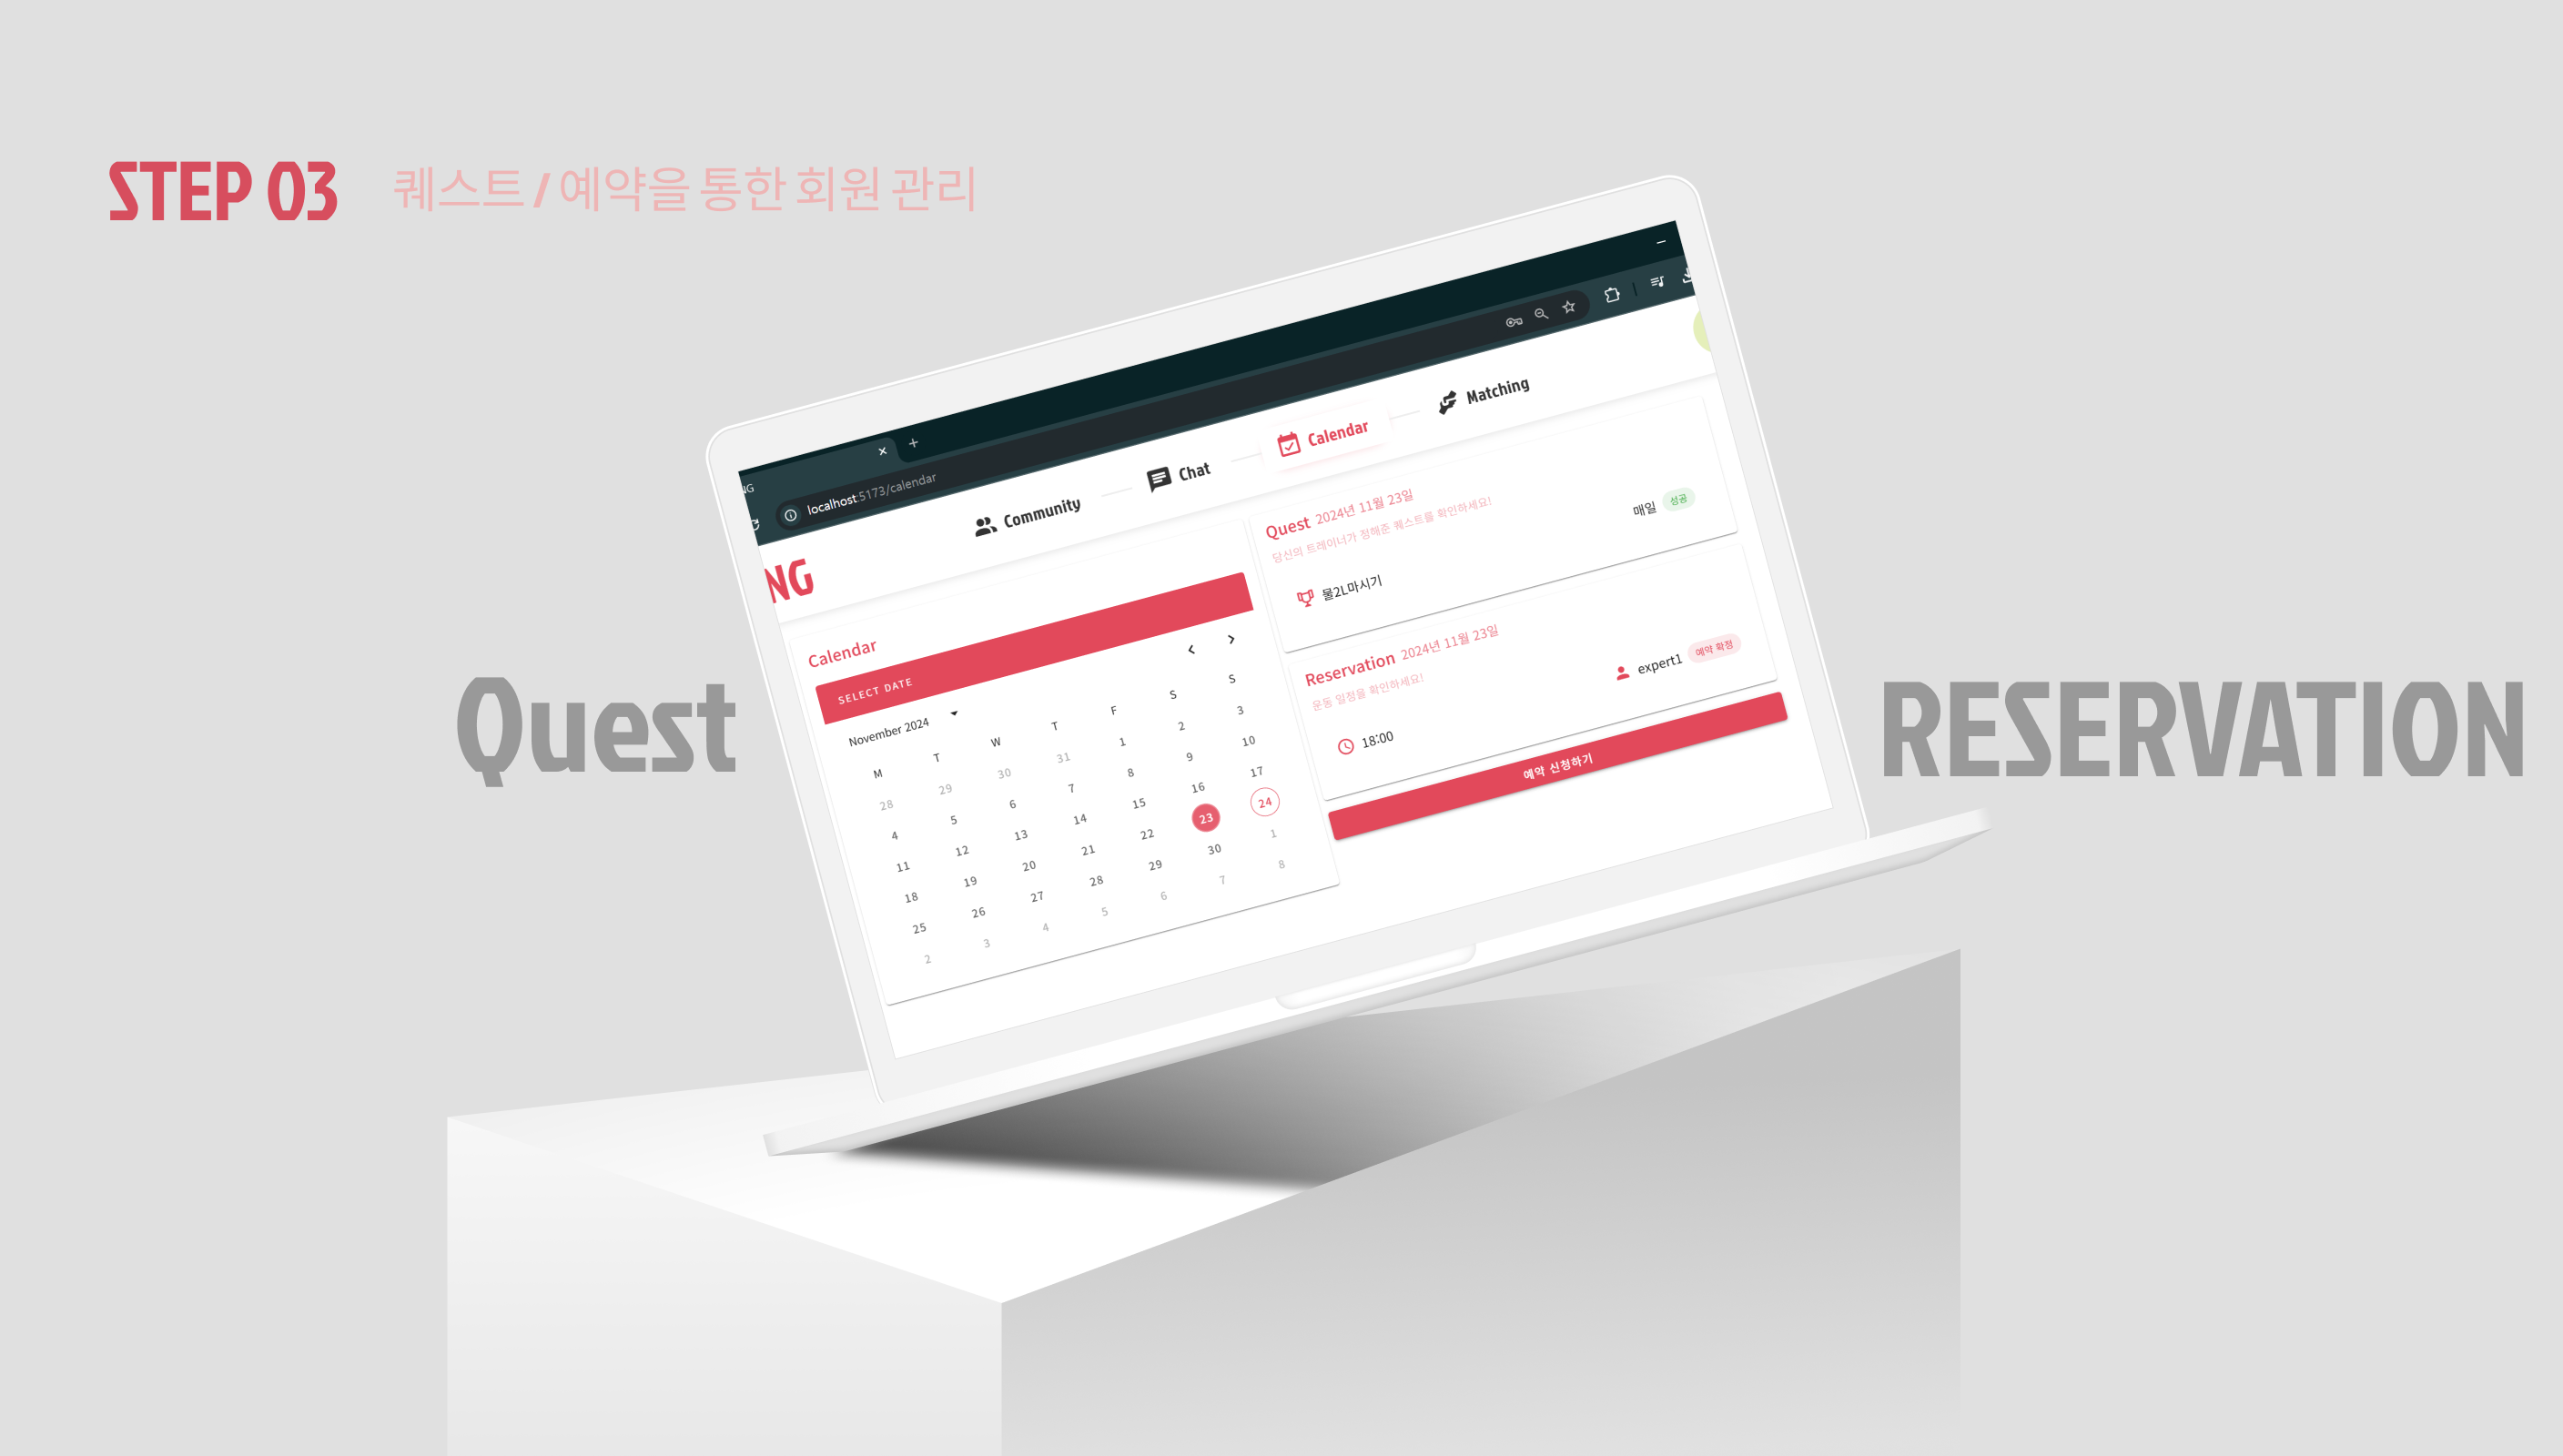 STEP 03 퀘스트 / 예약을 통한 회원 관리
NG
localhost:5173/calendar
NG
Community
Chat
Calendar
Matching
Calendar
SELECT DATE
November 2024
M T W T F S S
28 29 30 31 1 2 3
4 5 6 7 8 9 10
11 12 13 14 15 16 17
18 19 20 21 22 23 24
25 26 27 28 29 30 1
2 3 4 5 6 7 8
Quest 2024년 11월 23일
당신의 트레이너가 정해준 퀘스트를 확인하세요!
물2L마시기
매일 성공
Reservation 2024년 11월 23일
운동 일정을 확인하세요!
18:00
expert1 예약 확정
예약 신청하기
Quest
RESERVATION